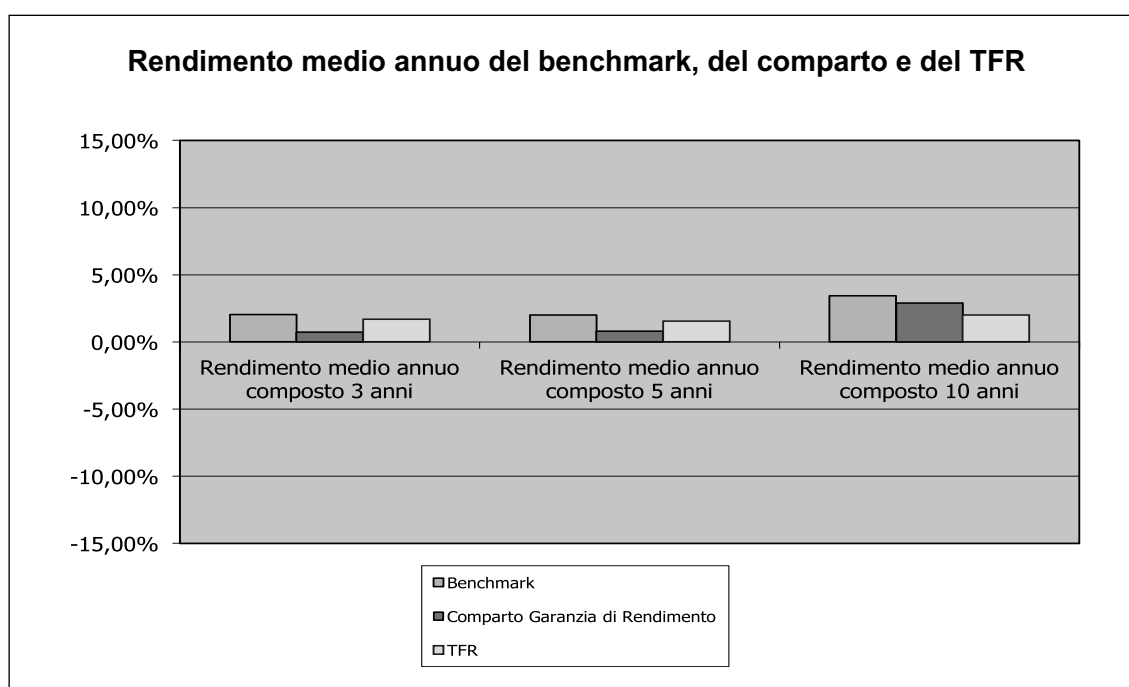 Rendimento medio annuo del benchmark, del comparto e del TFR
15,00%
10,00%
5,00%
0,00%
Rendimento medio annuo composto 3 anni
Rendimento medio annuo composto 5 anni
Rendimento medio annuo composto 10 anni
-5,00%
-10,00%
-15,00%
Benchmark
Comparto Garanzia di Rendimento
TFR